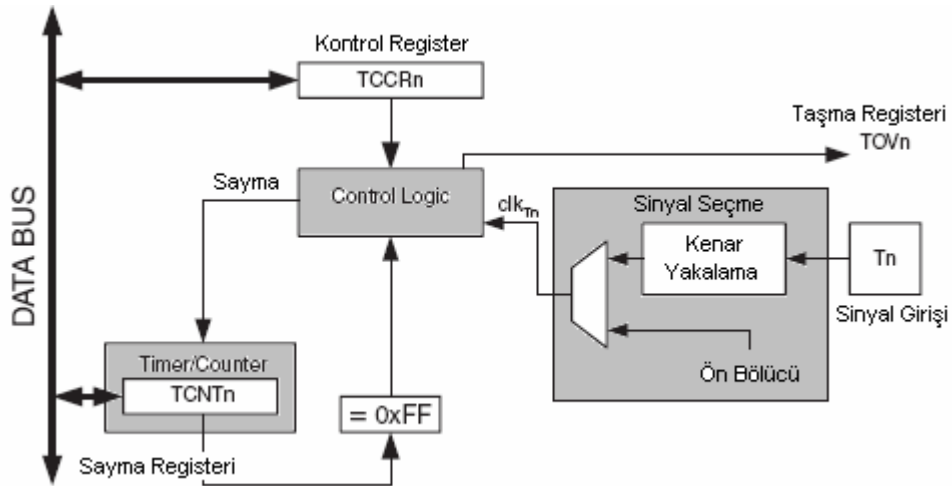 Kontrol Register
TCCRn
Taşma Registeri
TOVn
Sayma
Control Logic
clkTn
Sinyal Seçme
Kenar
Yakalama
Tn
Sinyal Girişi
Ön Bölücü
DATA BUS
Timer/Counter
TCNTn
= 0xFF
Sayma Registeri